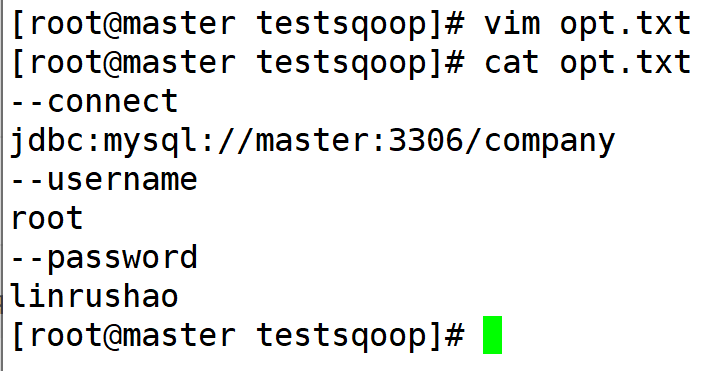 [root@master testsqoop]# vim opt.txt
[root@master testsqoop]# cat opt.txt
--connect
jdbc:mysql://master:3306/company
--username
root
--password
linrushao
[root@master testsqoop]#